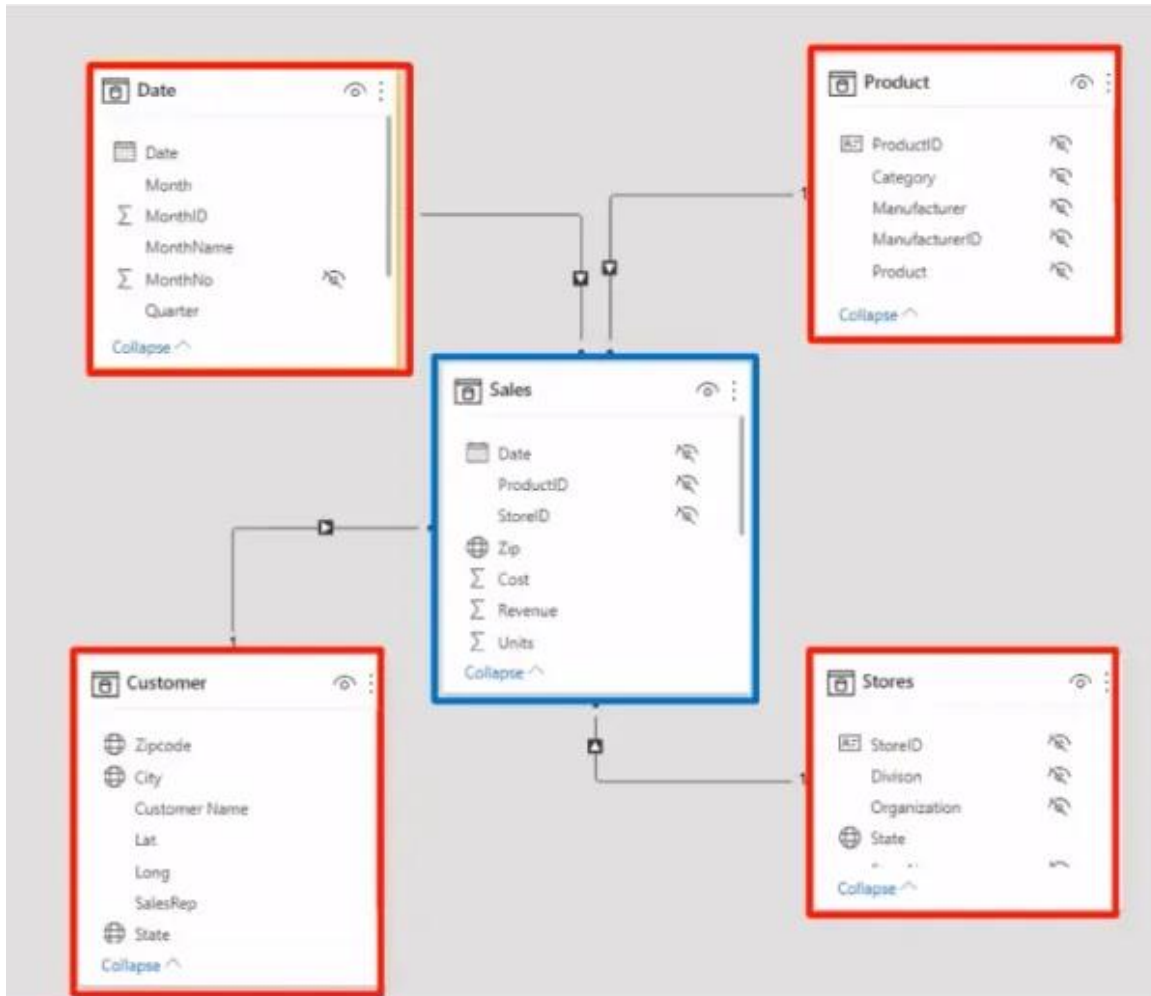 Date
Date
Month
MonthID
MonthName
MonthNo
Quarter
Collapse
Product
ProductID
Category
Manufacturer
ManufacturerID
Product
Collapse
1
Sales
Date
ProductID
StoreID
Zip
Cost
Revenue
Units
Collapse
1
Customer
Zipcode
City
Customer Name
Lat
Long
SalesRep
State
Collapse
1
Stores
StoreID
Divison
Organization
State
Collapse